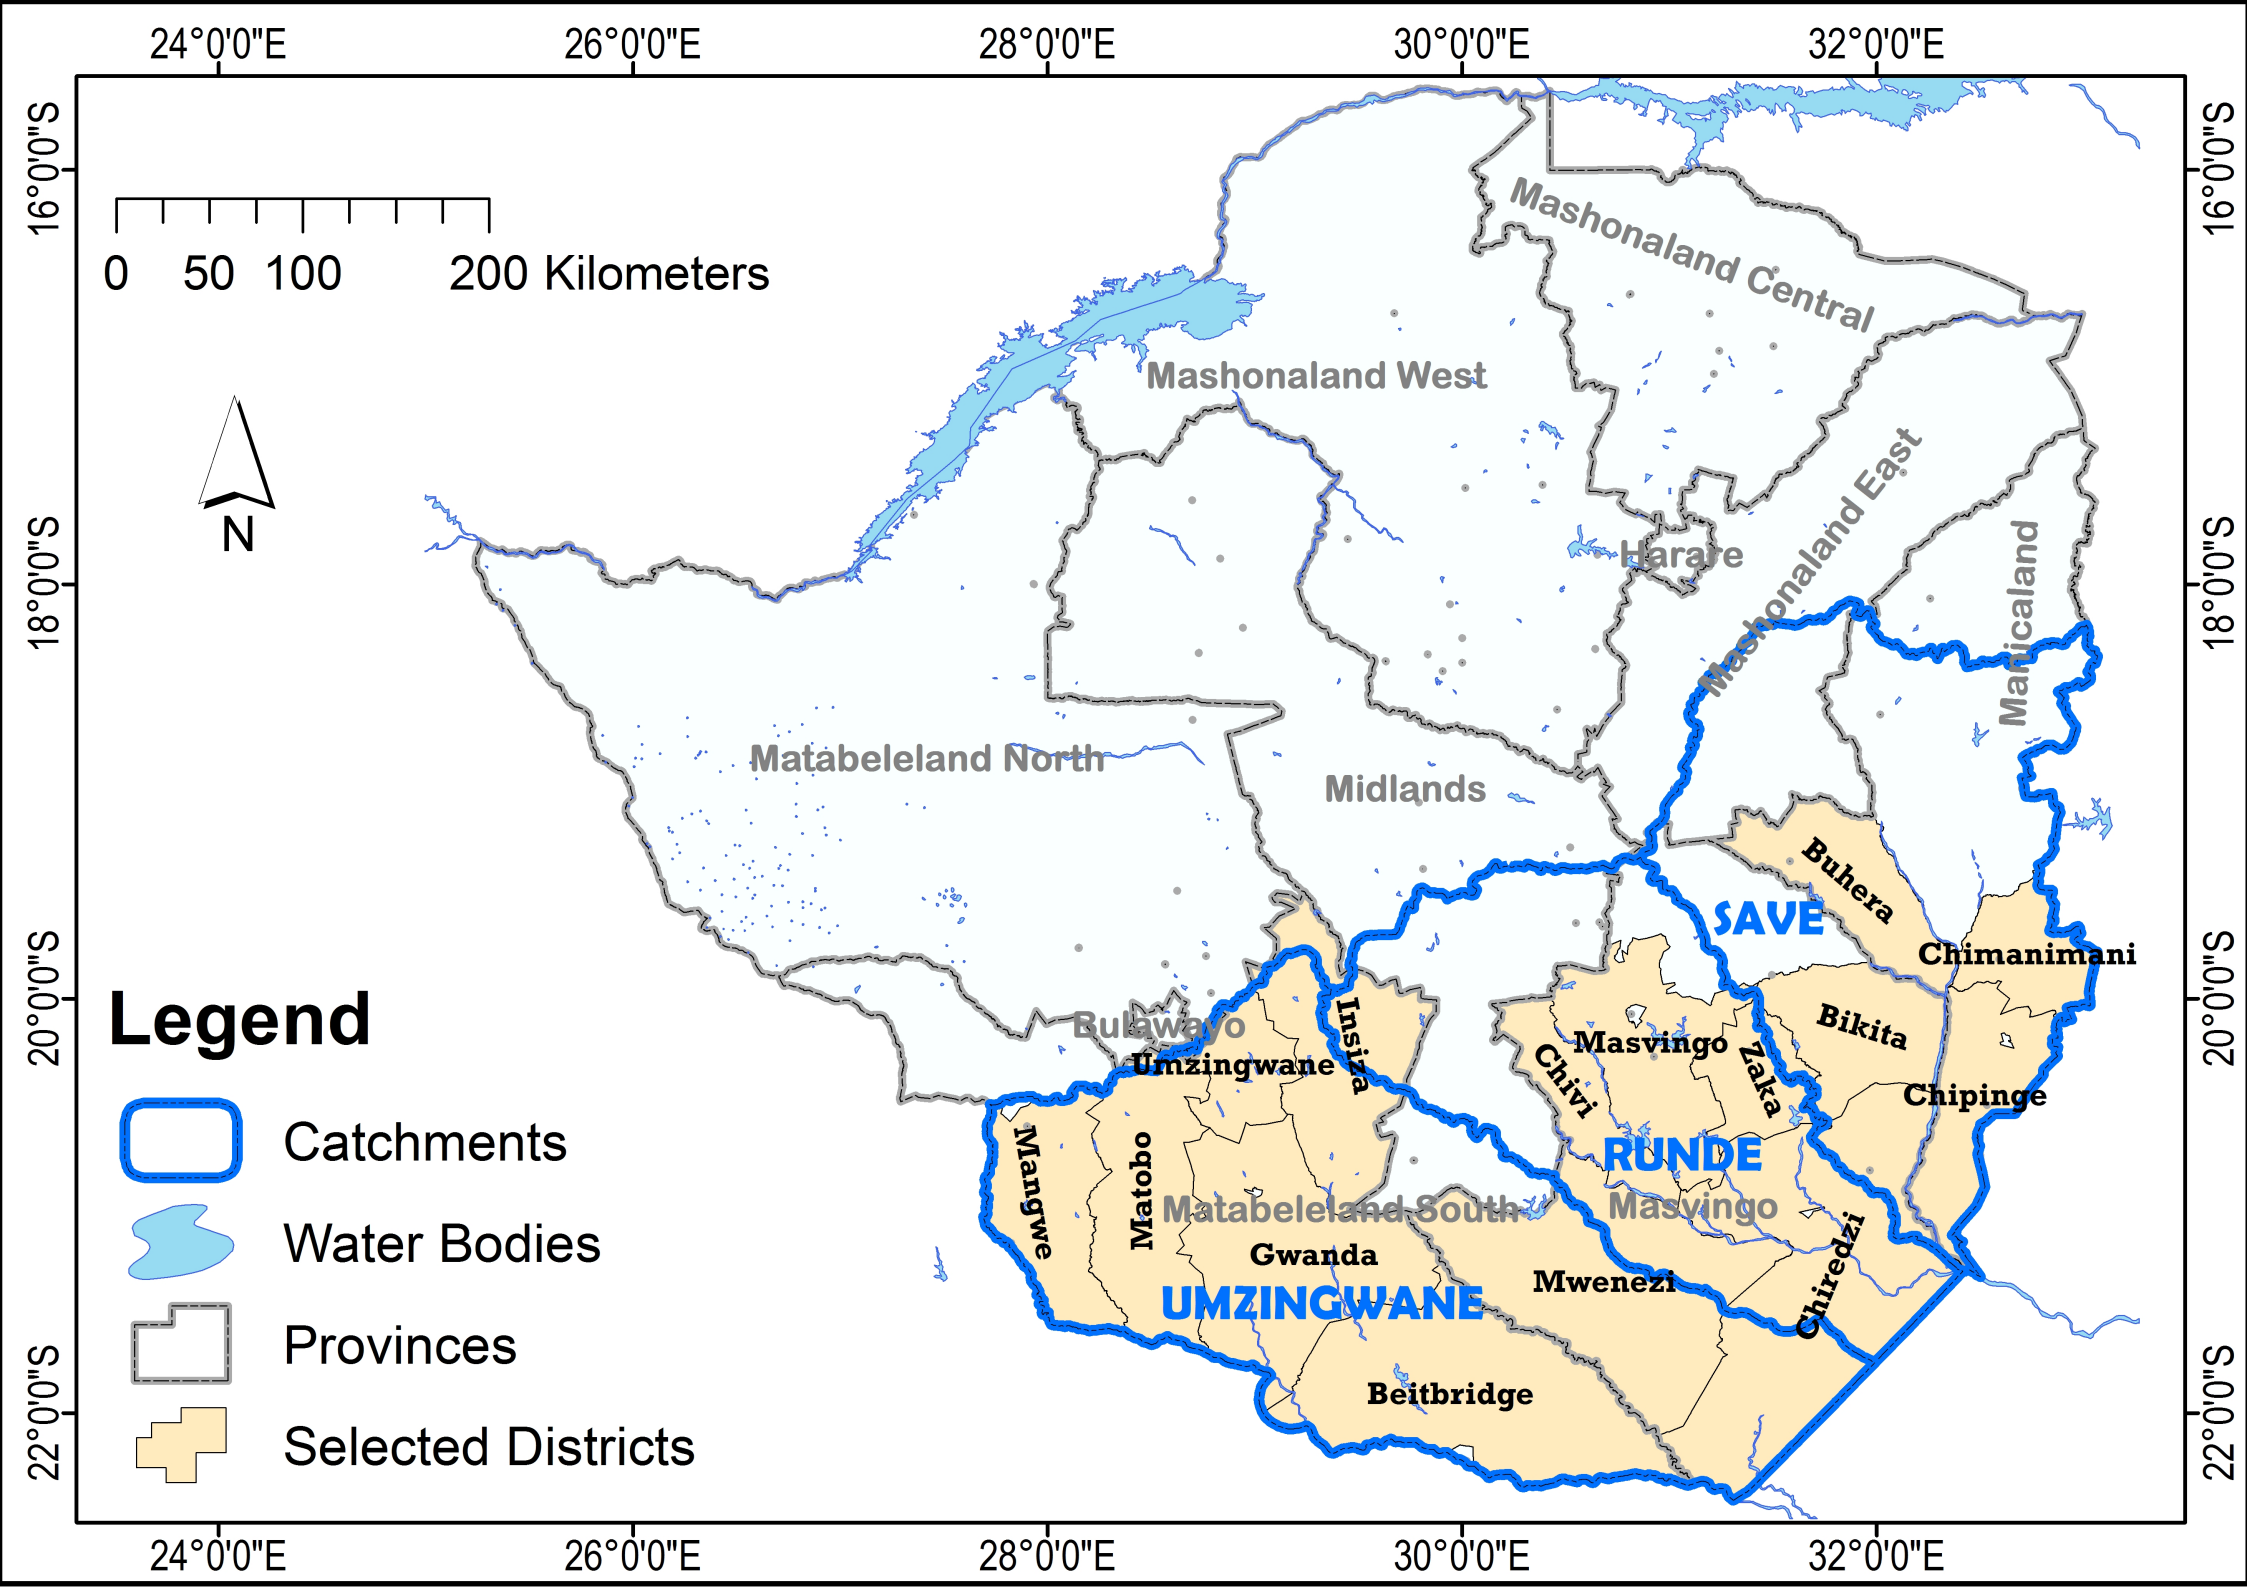 24°0'0"E 26°0'0"E 28°0'0"E 30°0'0"E 32°0'0"E
16°0'0"S
16°0'0"S
Mashonaland Central
0 50 100 200 Kilometers
Mashonaland West
Mashonaland East
N
18°0'0"S
18°0'0"S
Harare
Manicaland
Matabeleland North
Midlands
Buhera
SAVE
Chimanimani
20°0'0"S
20°0'0"S
Legend
Bulawayo
Insiza
Bikita
Umzingwane
Masvingo
Zaka
Chivi
Chipinge
Catchments
Mangwe
Matobo
RUNDE
Matabeleland South
Masvingo
Water Bodies
Gwanda
Mwenezi
Chiredzi
UMZINGWANE
Provinces
Beitbridge
22°0'0"S
22°0'0"S
Selected Districts
24°0'0"E 26°0'0"E 28°0'0"E 30°0'0"E 32°0'0"E